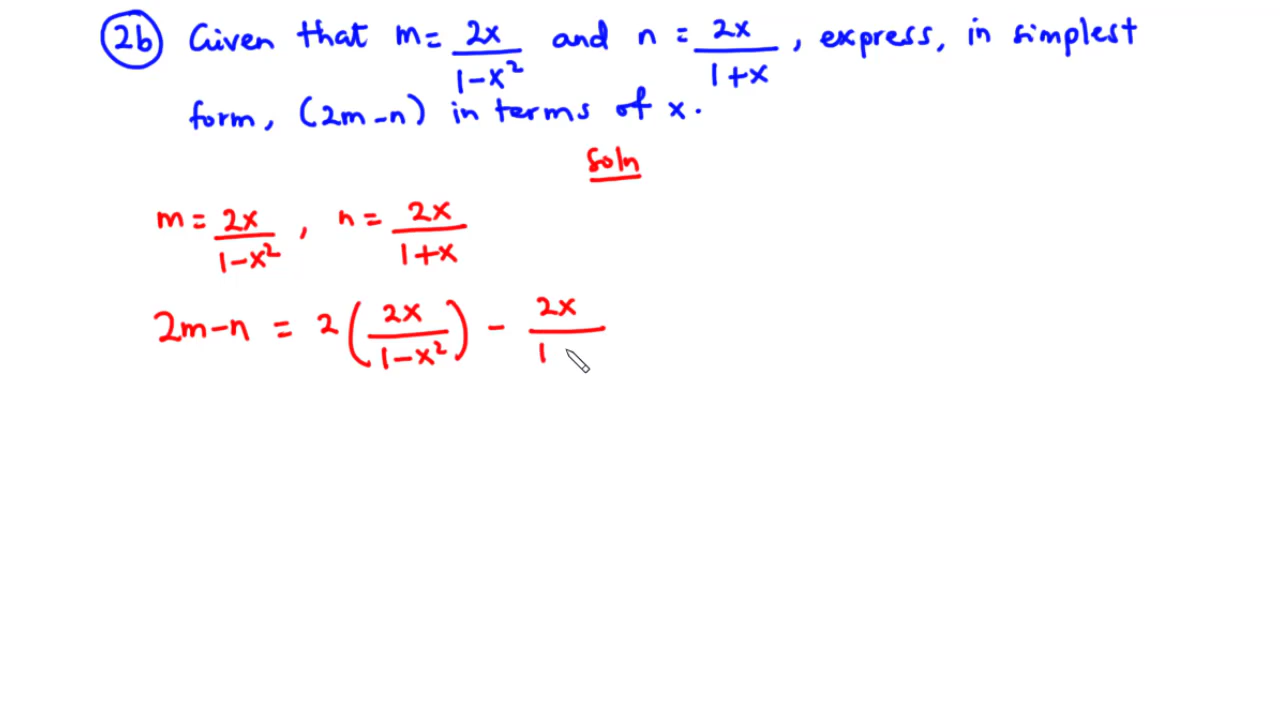 2b Given that m = 2x/(1-x²) and n = 2x/(1+x), express, in simplest
form, (2m-n) in terms of x.
Soln
m = 2x/(1-x²), n = 2x/(1+x)
2m-n = 2(2x/(1-x²)) - 2x/1